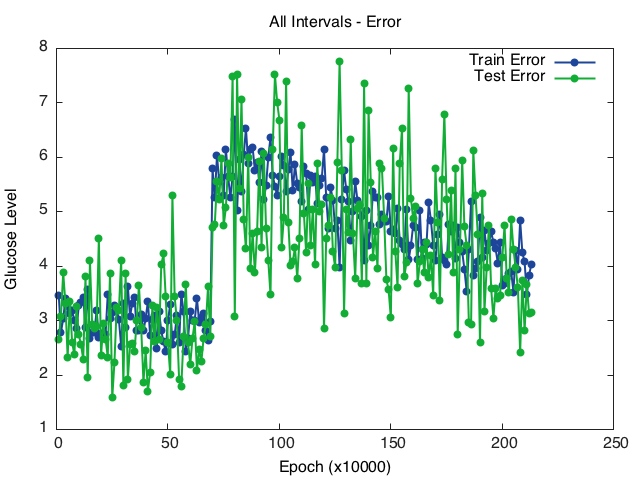 All Intervals - Error
Train Error
Test Error
8
7
6
5
4
3
2
1
Glucose Level
0
50
100
150
200
250
Epoch (x10000)